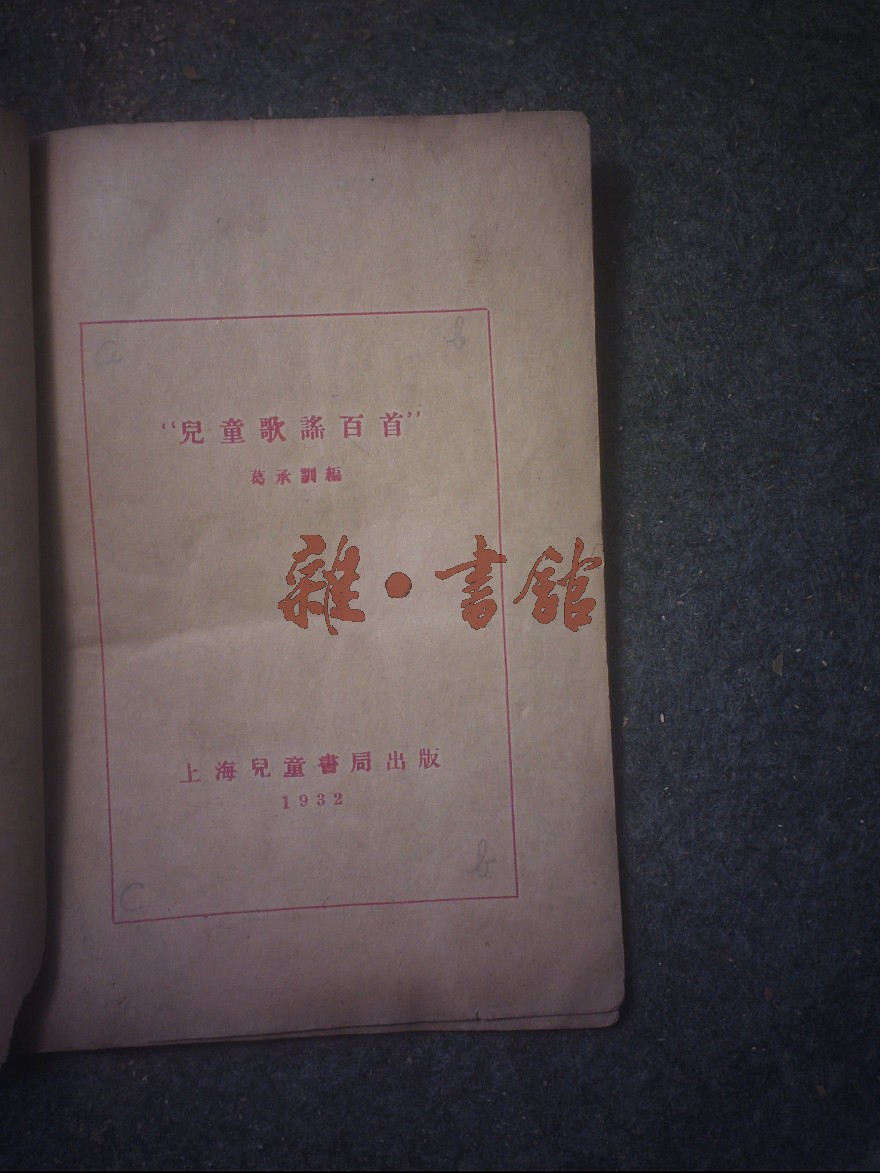 a
b
“兒童歌謠百首”
葛承訓編
雜·書館
上海兒童書局出版
1932
C
b